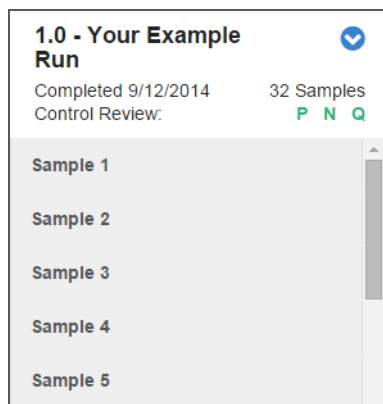 1.0 - Your Example
Run
Completed 9/12/2014 32 Samples
Control Review: P N Q
Sample 1
Sample 2
Sample 3
Sample 4
Sample 5